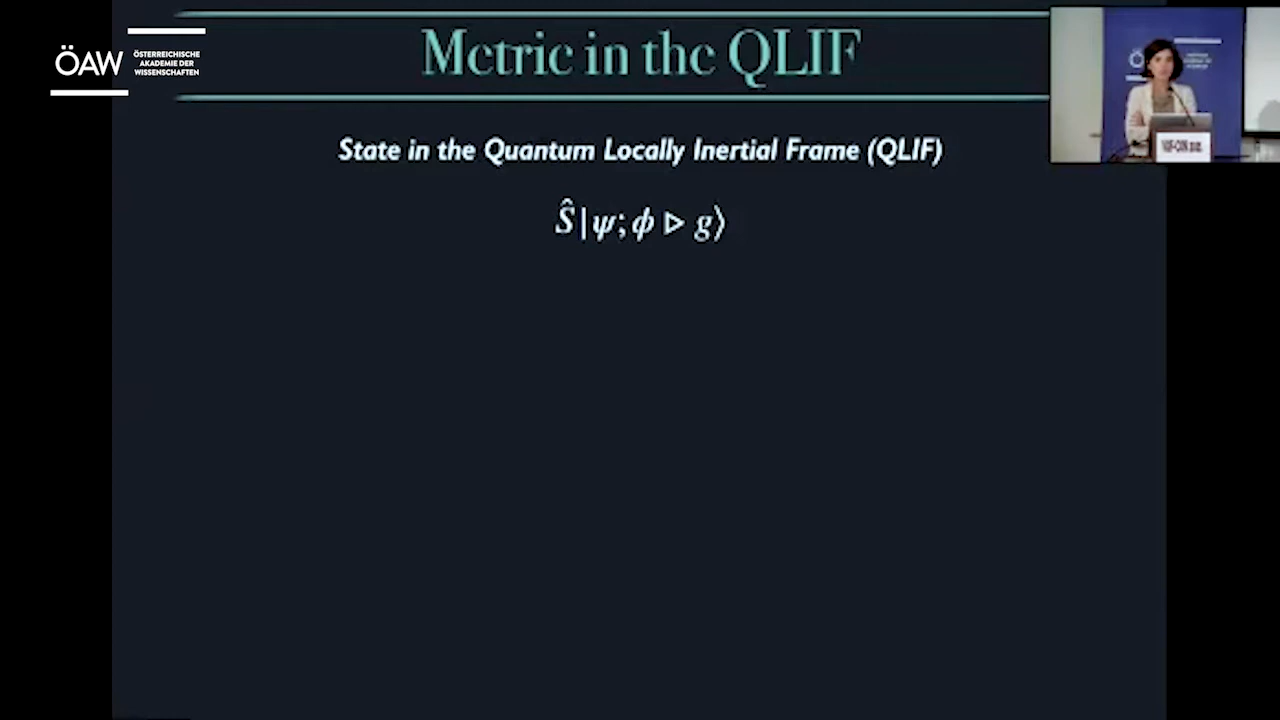 ÖAW
ÖSTERREICHISCHE
AKADEMIE DER
WISSENSCHAFTEN
Metric in the QLIF
State in the Quantum Locally Inertial Frame (QLIF)
Ŝ|ψ; ϕ ▷ g⟩